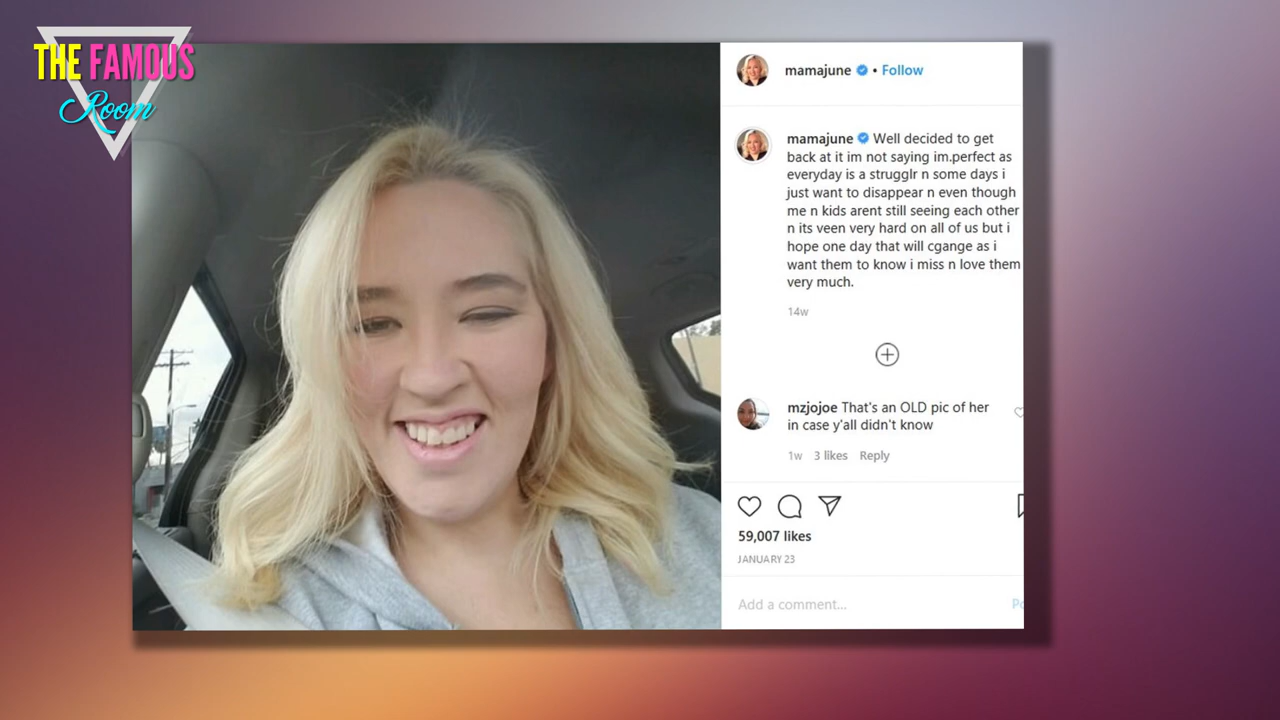 THE FAMOUS
Room
mamajune • Follow
mamajune Well decided to get
back at it im not saying im.perfect as
everyday is a strugglr n some days i
just want to disappear n even though
me n kids arent still seeing each other
n its veen very hard on all of us but i
hope one day that will cgange as i
want them to know i miss n love them
very much.
14w
mzjojoe That's an OLD pic of her
in case y'all didn't know
1w 3 likes Reply
59,007 likes
JANUARY 23
Add a comment...